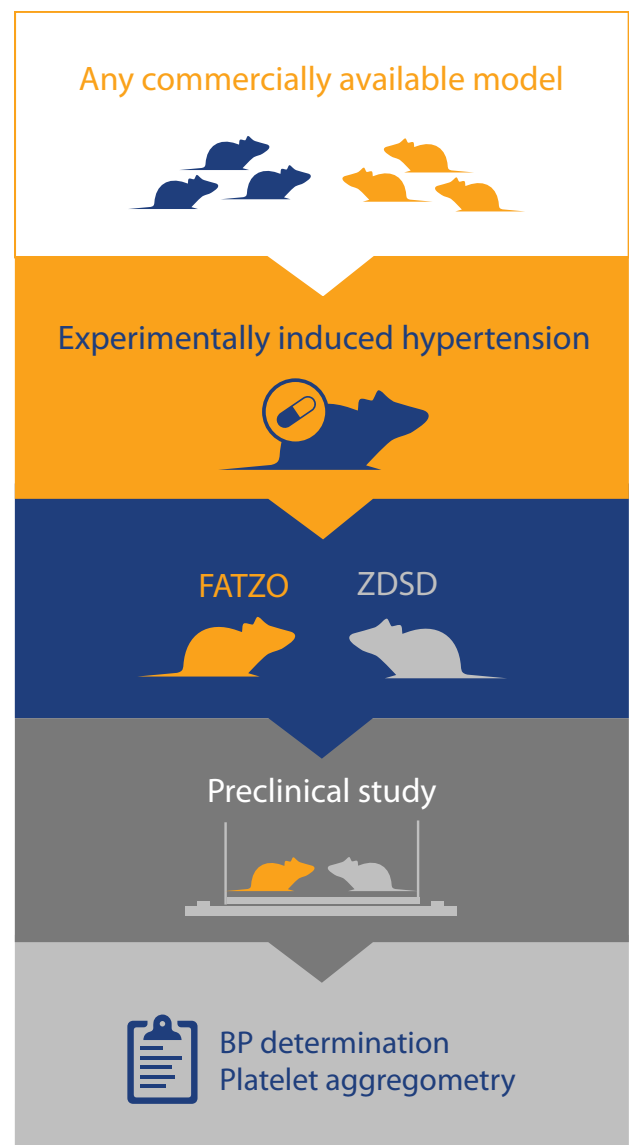 Any commercially available model
Experimentally induced hypertension
FATZO ZDSD
Preclinical study
BP determination
Platelet aggregometry